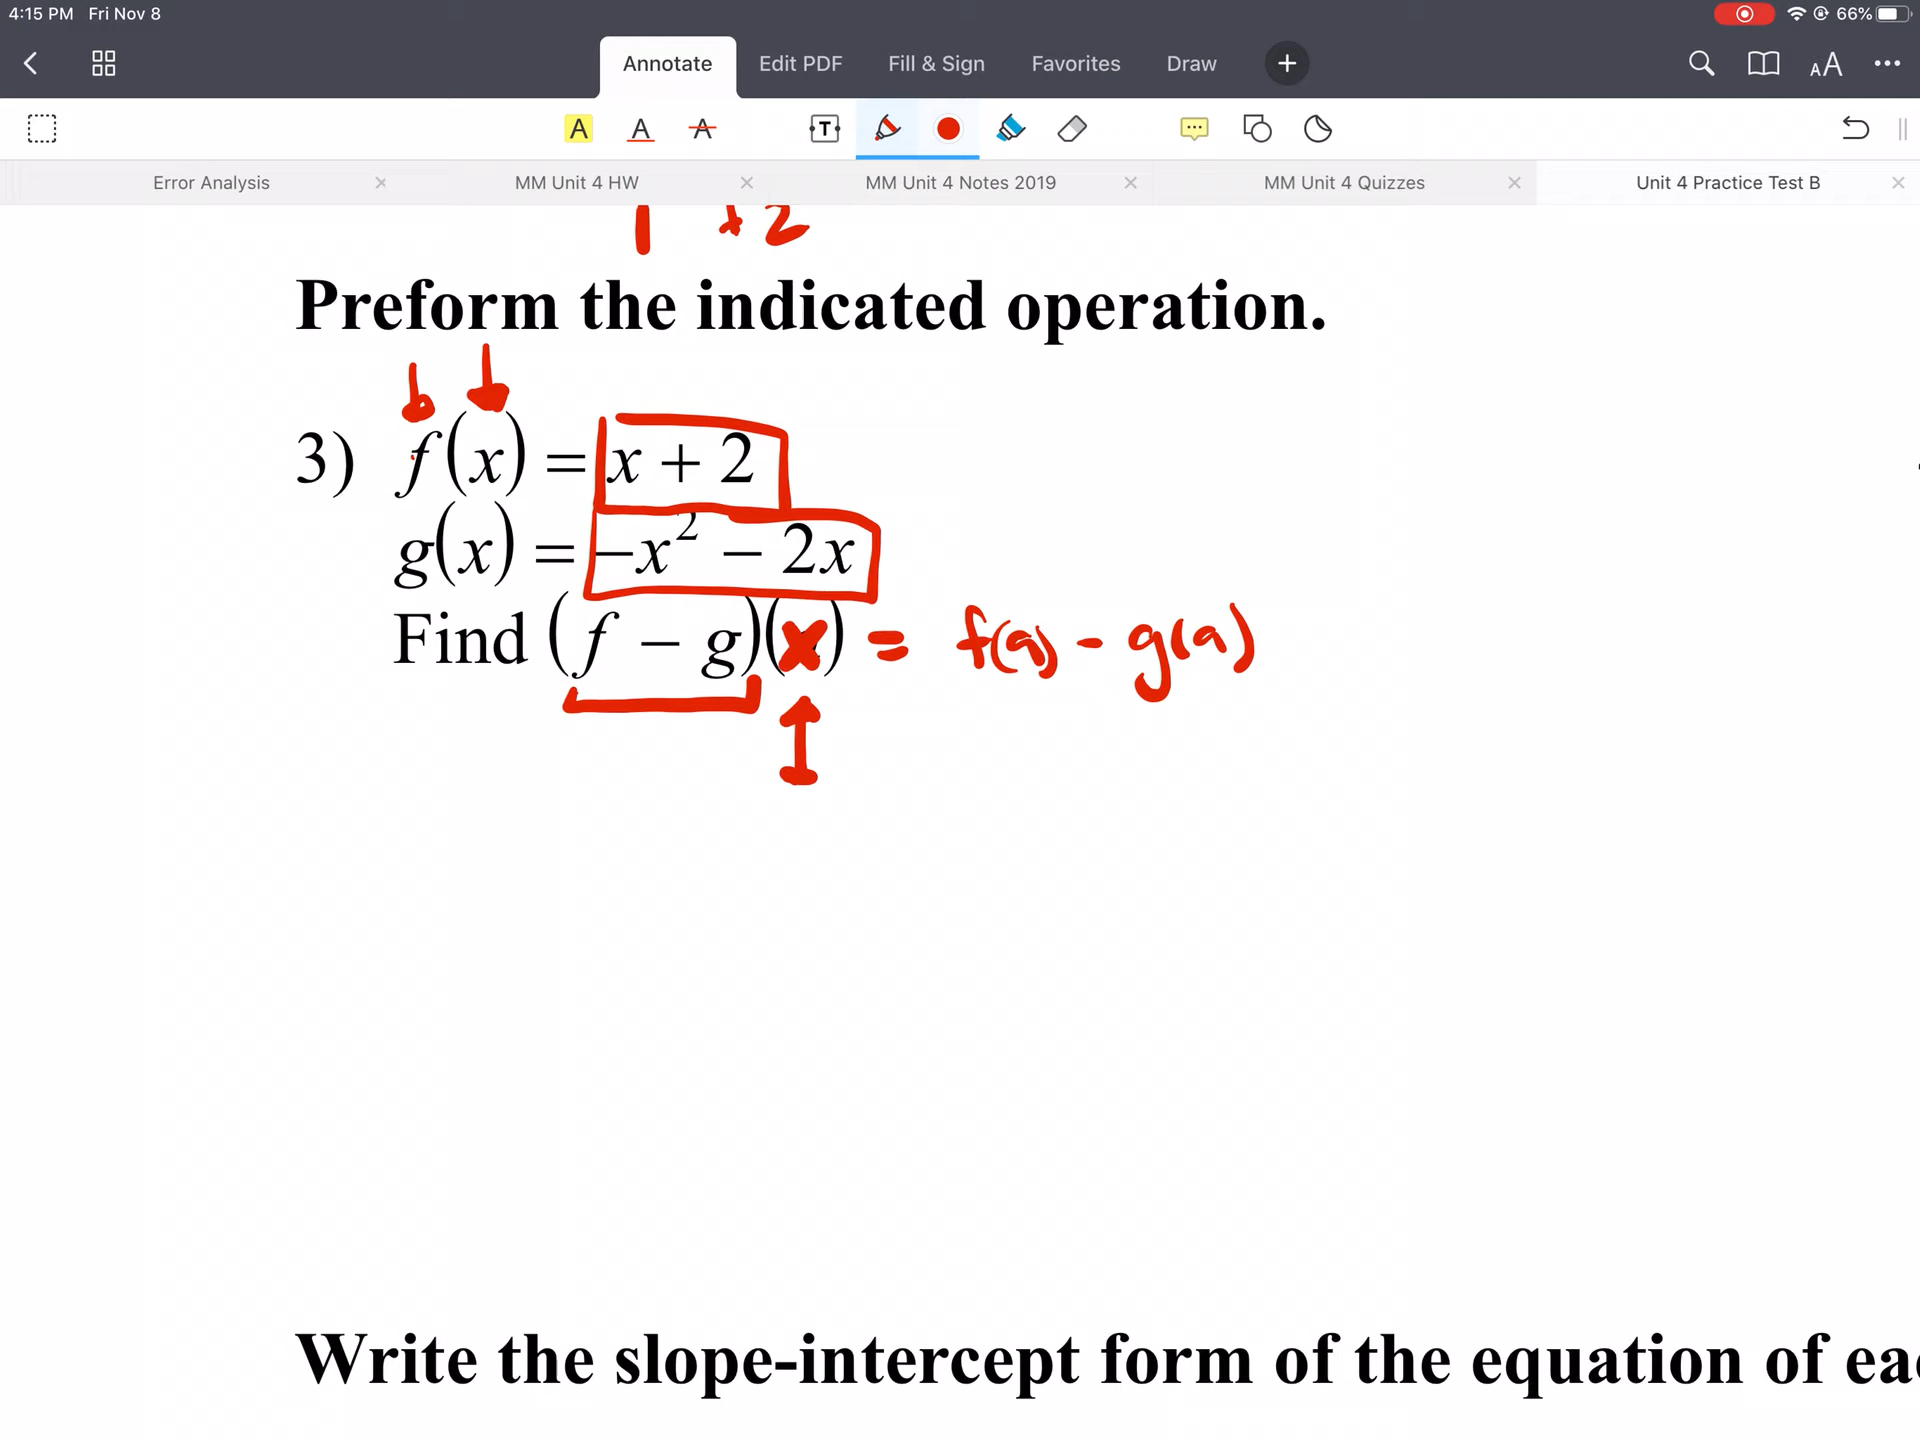 4:15 PM Fri Nov 8 66%
Annotate Edit PDF Fill & Sign Favorites Draw
Error Analysis MM Unit 4 HW MM Unit 4 Notes 2019 MM Unit 4 Quizzes Unit 4 Practice Test B
+2
Preform the indicated operation.
3) f(x) = x + 2
g(x) = −x² − 2x
Find (f − g)(x) = f(a) - g(a)
Write the slope-intercept form of the equation of